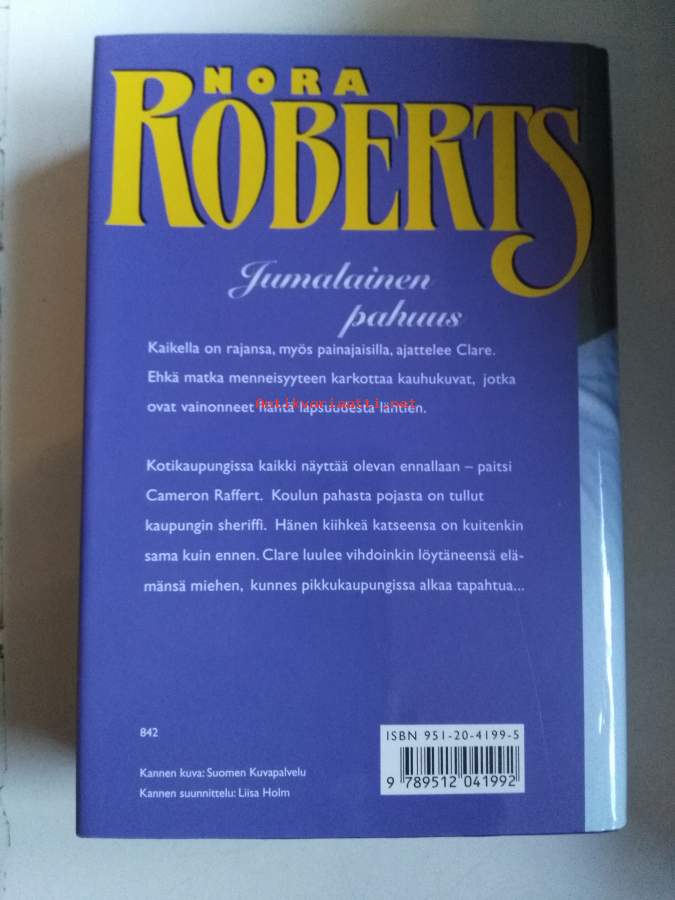 NORA
ROBERTS
Jumalainen
pahuus
Kaikella on rajansa, myös painajaisilla, ajattelee Clare.
Ehkä matka menneisyyteen karkottaa kauhukuvat, jotka
ovat vainonneet häntä lapsuudesta lähtien.
Antikvariaatti.net
Kotikaupungissa kaikki näyttää olevan ennallaan – paitsi
Cameron Raffert. Koulun pahasta pojasta on tullut
kaupungin sheriffi. Hänen kiihkeä katseensa on kuitenkin
sama kuin ennen. Clare luulee vihdoinkin löytäneensä elä-
mänsä miehen, kunnes pikkukaupungissa alkaa tapahtua...
842
ISBN 951-20-4199-5
9 789512 041992
Kannen kuva: Suomen Kuvapalvelu
Kannen suunnittelu: Liisa Holm